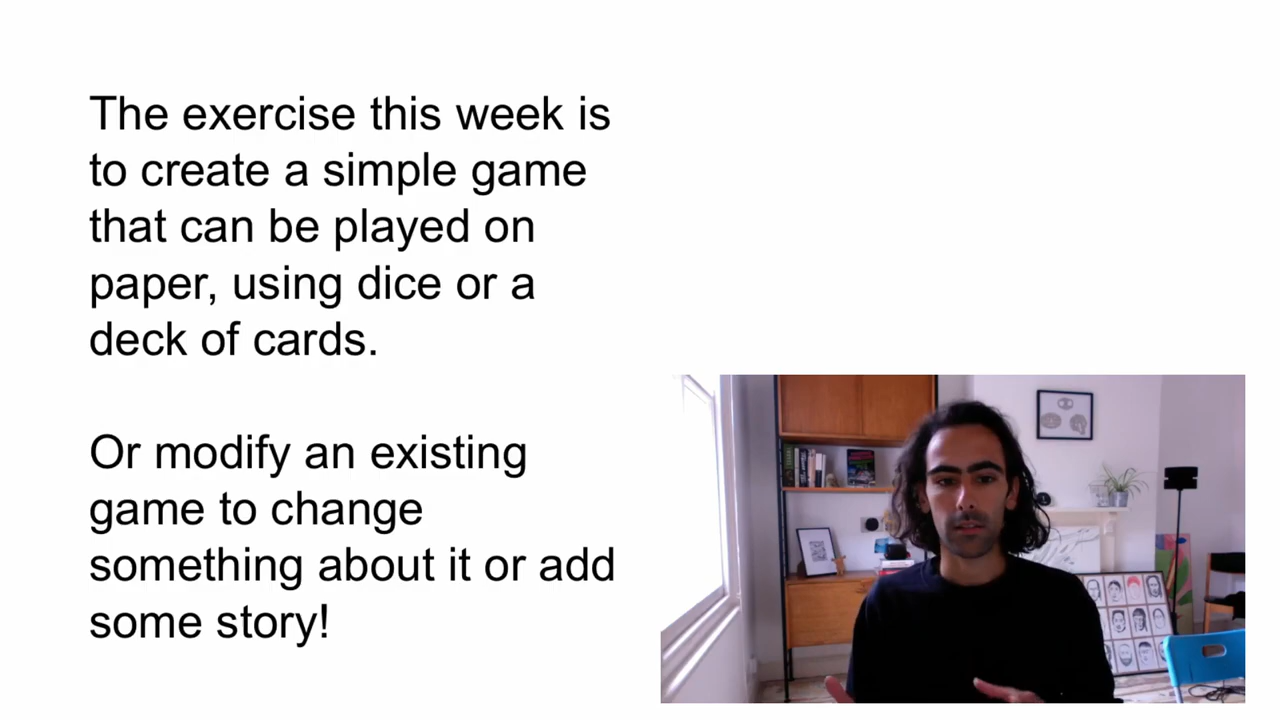 The exercise this week is
to create a simple game
that can be played on
paper, using dice or a
deck of cards.
Or modify an existing
game to change
something about it or add
some story!